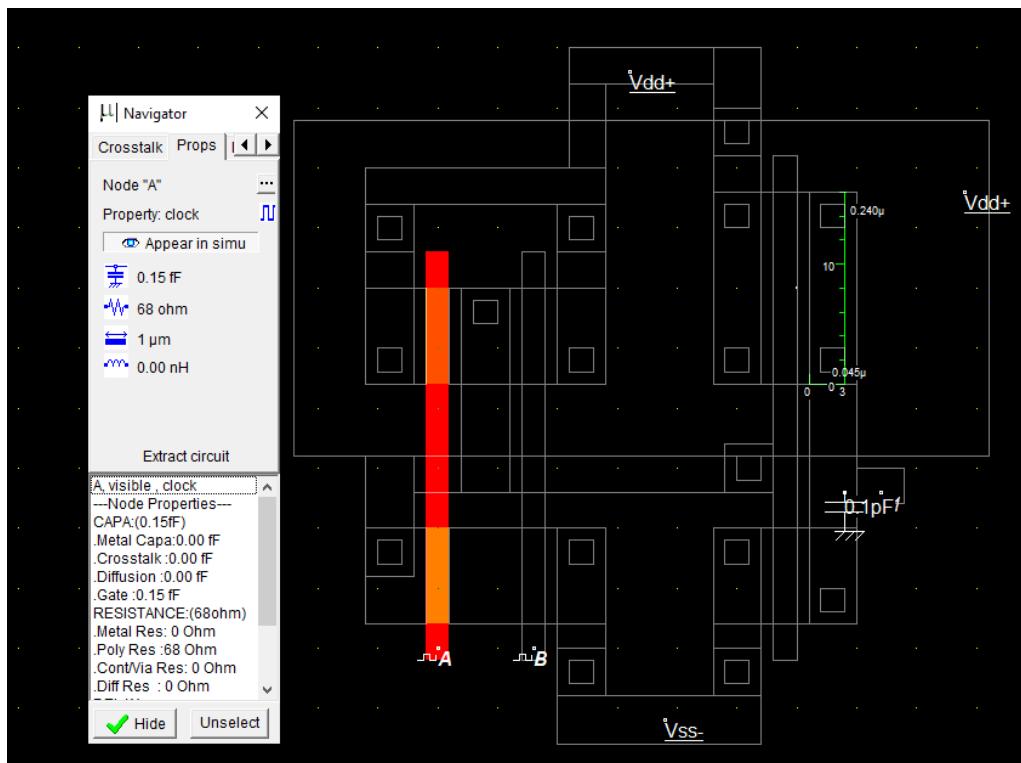 Navigator
Crosstalk Props
Node "A"
Property: clock
Appear in simu
0.15 fF
68 ohm
1 µm
0.00 nH
Extract circuit
A, visible , clock
---Node Properties---
CAPA:(0.15fF)
.Metal Capa:0.00 fF
.Crosstalk :0.00 fF
.Diffusion :0.00 fF
.Gate :0.15 fF
RESISTANCE:(68ohm)
.Metal Res: 0 Ohm
.Poly Res :68 Ohm
.Cont/Via Res: 0 Ohm
.Diff Res : 0 Ohm
Hide Unselect
Vdd+
Vdd+
0.240µ
10
0.045µ
0 0 3
0.1pF
A B
Vss-